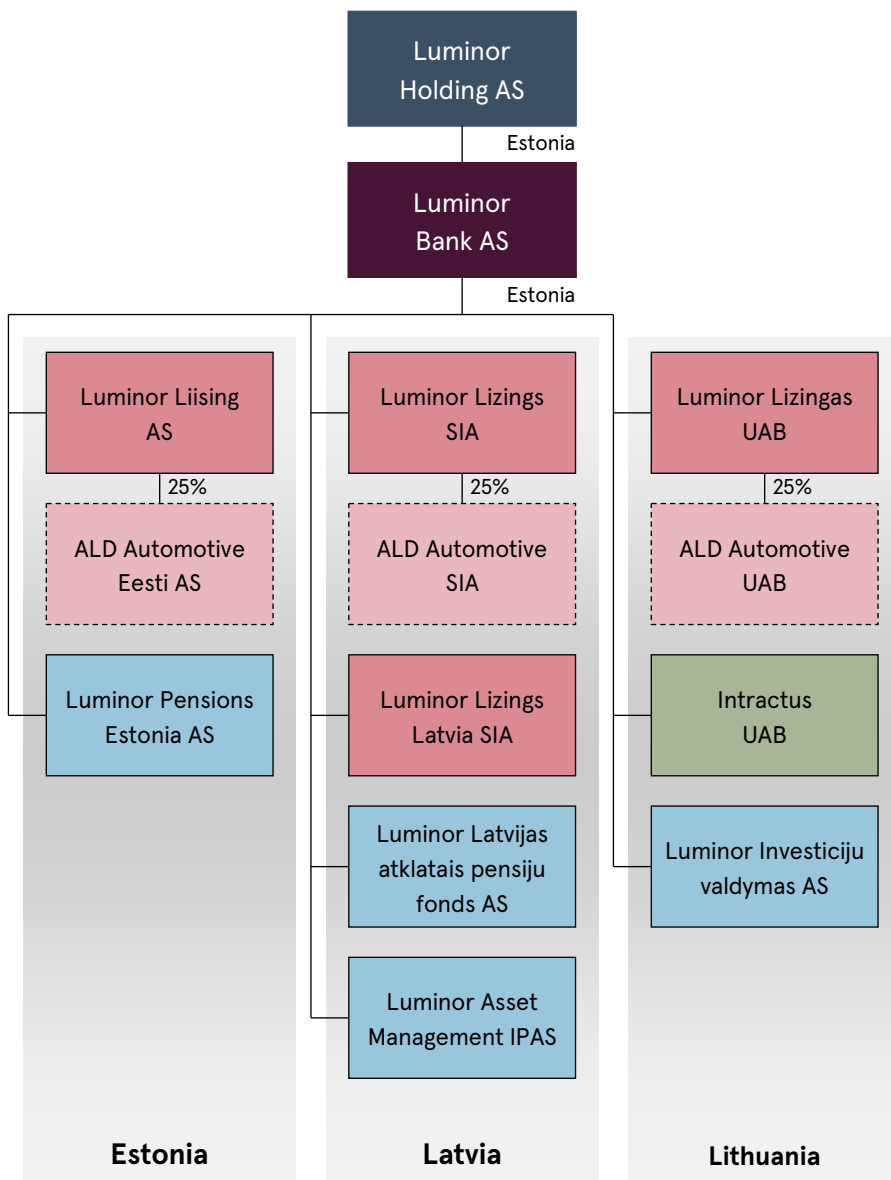 Luminor
Holding AS
Estonia
Luminor
Bank AS
Estonia
Luminor Liising
AS
25%
ALD Automotive
Eesti AS
Luminor Pensions
Estonia AS
Estonia
Luminor Lizings
SIA
25%
ALD Automotive
SIA
Luminor Lizings
Latvia SIA
Luminor Latvijas
atklatais pensiju
fonds AS
Luminor Asset
Management IPAS
Latvia
Luminor Lizingas
UAB
25%
ALD Automotive
UAB
Intractus
UAB
Luminor Investiciju
valdymas AS
Lithuania